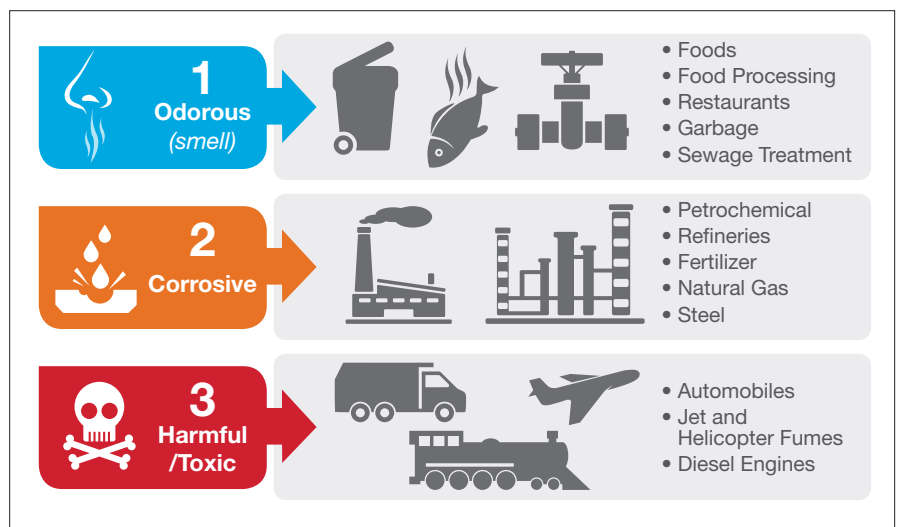 1
Odorous
(smell)
• Foods
• Food Processing
• Restaurants
• Garbage
• Sewage Treatment
2
Corrosive
• Petrochemical
• Refineries
• Fertilizer
• Natural Gas
• Steel
3
Harmful
/Toxic
• Automobiles
• Jet and
Helicopter Fumes
• Diesel Engines